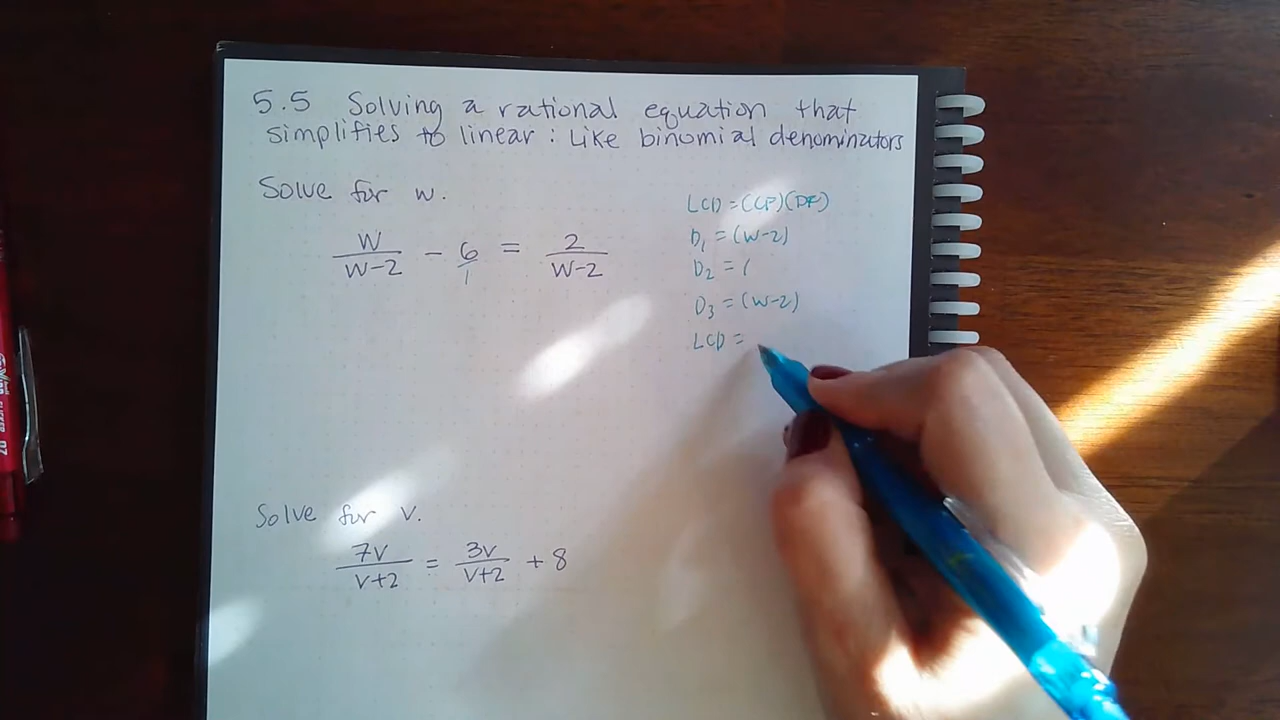 5.5 Solving a rational equation that
simplifies to linear : Like binomial denominators
Solve for w.
w/w-2 - 6/1 = 2/w-2
LCD = (CF)(DF)
D₁ = (w-2)
D₂ = 1
D₃ = (w-2)
LCD =
Solve for v.
7v/v+2 = 3v/v+2 + 8